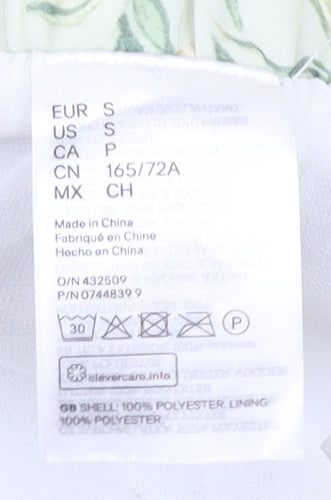 EUR S
US S
CA P
CN 165/72A
MX CH
Made in China
Fabriqué en Chine
Hecho en China
O/N 432509
P/N 0744839 9
30
P
clevercare.info
GB SHELL: 100% POLYESTER, LINING:
100% POLYESTER